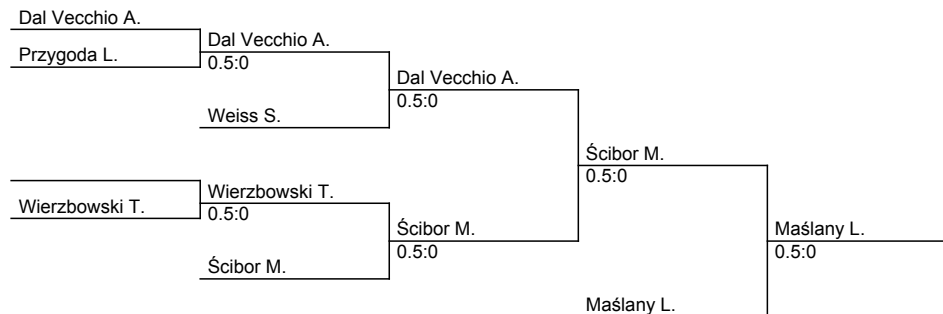 Dal Vecchio A.
Przygoda L.
Dal Vecchio A.
0.5:0
Weiss S.
Dal Vecchio A.
0.5:0
Wierzbowski T.
Wierzbowski T.
0.5:0
Ścibor M.
Ścibor M.
0.5:0
Ścibor M.
0.5:0
Maślany L.
Maślany L.
0.5:0